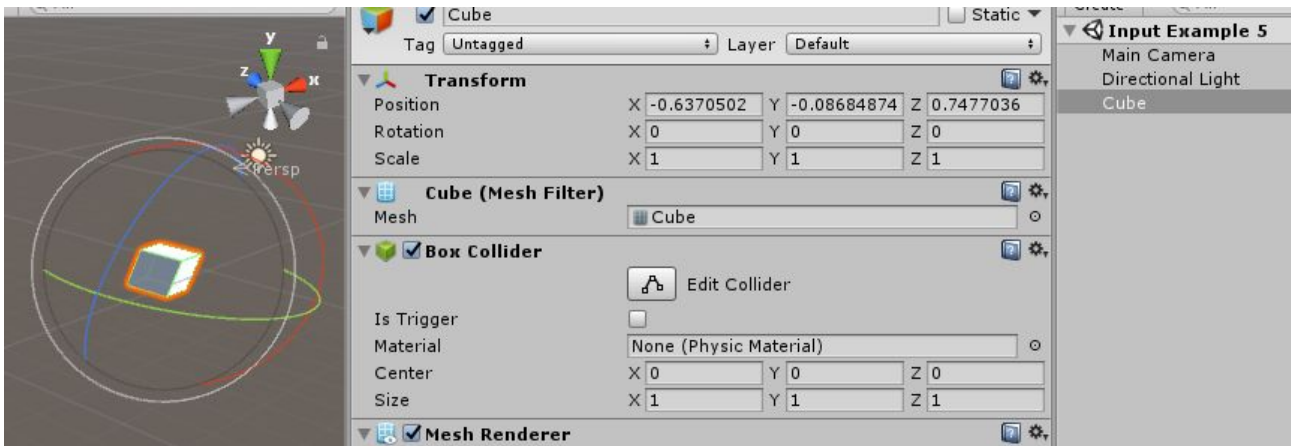 y
z
x
Persp
Cube
Static
Tag Untagged Layer Default
Transform
Position X -0.6370502 Y -0.08684874 Z 0.7477036
Rotation X 0 Y 0 Z 0
Scale X 1 Y 1 Z 1
Cube (Mesh Filter)
Mesh Cube
Box Collider
Edit Collider
Is Trigger
Material None (Physic Material)
Center X 0 Y 0 Z 0
Size X 1 Y 1 Z 1
Mesh Renderer
Create
Input Example 5
Main Camera
Directional Light
Cube